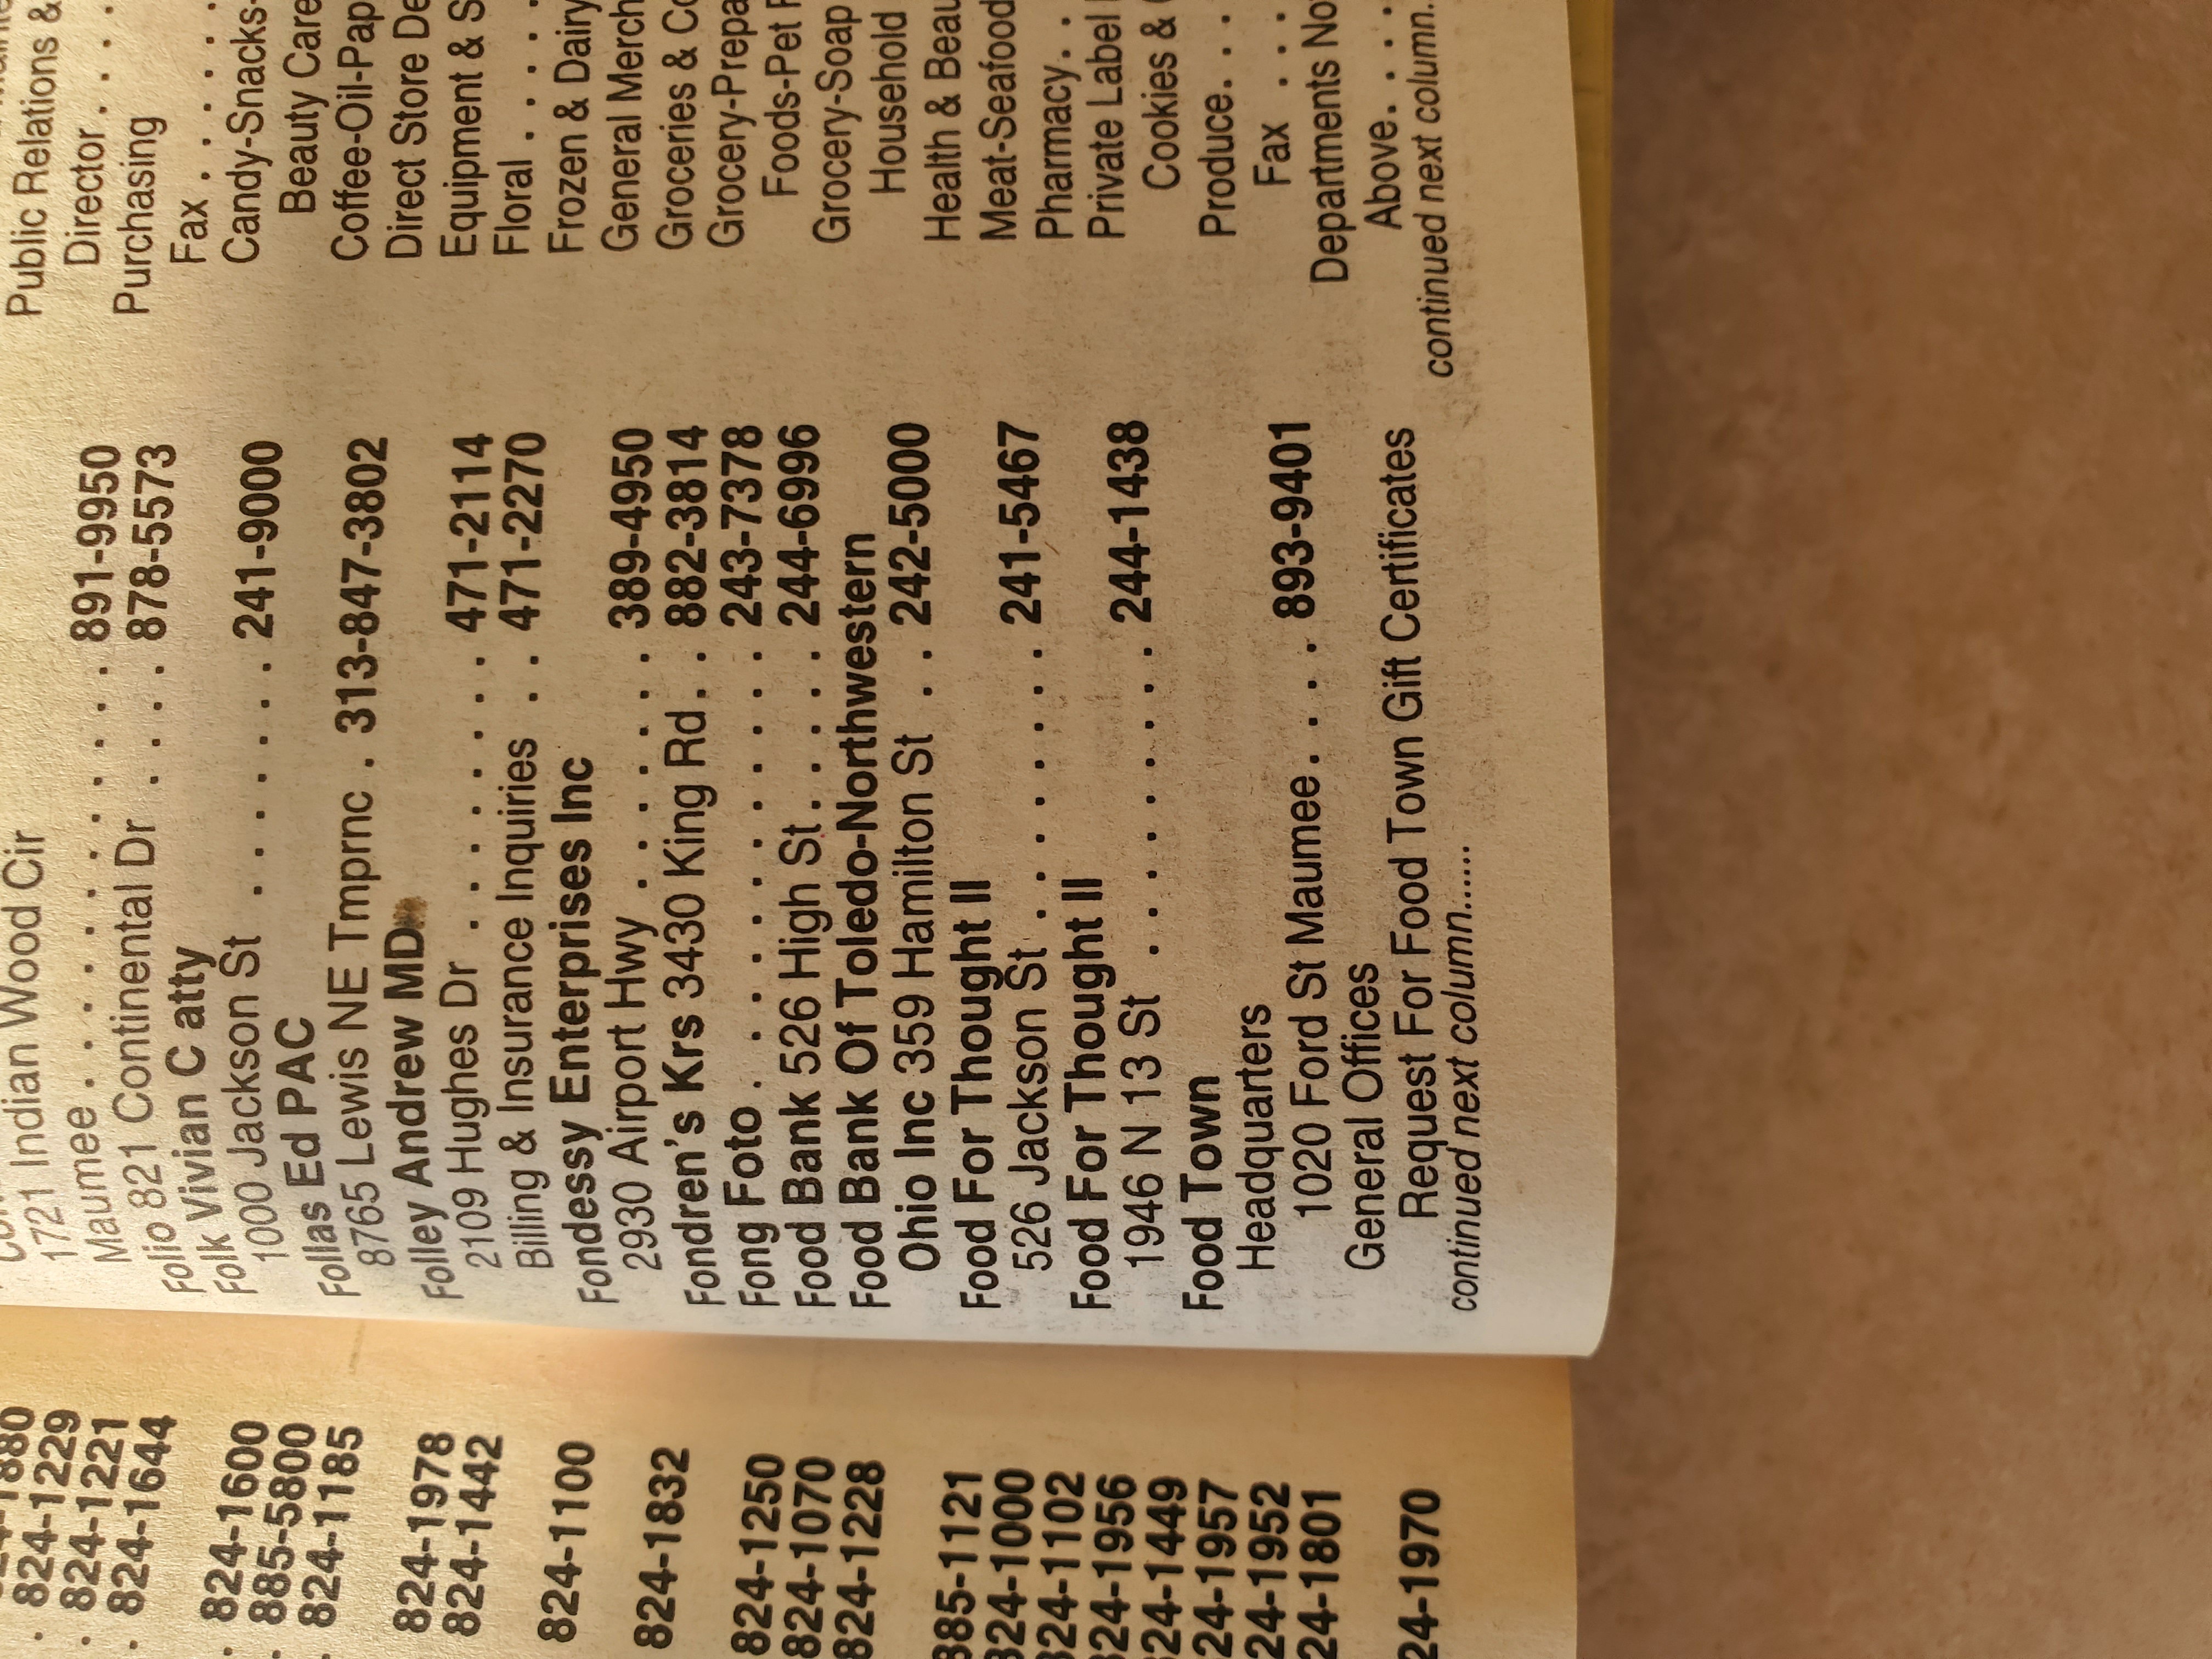 1721 Indian Wood Cir
Maumee . . . . . . . . . 891-9950
Maumee 821 Continental Dr . . . . 878-5573
Folio
Folk Vivian C atty
1000 Jackson St . . . . . . . 241-9000
Follas Ed PAC
8765 Lewis NE Tmprnc . 313-847-3802
Folley Andrew MD
2109 Hughes Dr . . . . . . . . . 471-2114
Billing & Insurance Inquiries . . 471-2270
Fondessy Enterprises Inc
2930 Airport Hwy . . . . . . . . 389-4950
Fondren's Krs 3430 King Rd . . 882-3814
Fong Foto . . . . . . . . . . . . . 243-7378
Food Bank 526 High St . . . . . 244-6996
Food Bank Of Toledo-Northwestern
Ohio Inc 359 Hamilton St . . 242-5000
Food For Thought II
526 Jackson St . . . . . . . . 241-5467
Food For Thought II
1946 N 13 St . . . . . . . . . 244-1438
Food Town
Headquarters
1020 Ford St Maumee . . . . 893-9401
General Offices
Request For Food Town Gift Certificates
continued next column......
Public Relations &
Director . . . .
Purchasing
Fax . . . . . .
Candy-Snacks-
Beauty Care
Coffee-Oil-Pap
Direct Store De
Equipment & S
Floral . . . . .
Frozen & Dairy
General Merch
Groceries & Co
Grocery-Prepa
Foods-Pet F
Grocery-Soap
Household
Health & Beau
Meat-Seafood
Pharmacy . .
Private Label
Cookies &
Produce . . .
Fax . . .
Departments No
Above . . . .
continued next column.
824-1229
824-1221
824-1644
824-1600
885-5800
824-1185
824-1978
824-1442
824-1100
824-1832
824-1250
824-1070
824-1228
885-1121
824-1000
824-1102
824-1956
24-1449
24-1957
24-1952
24-1801
24-1970